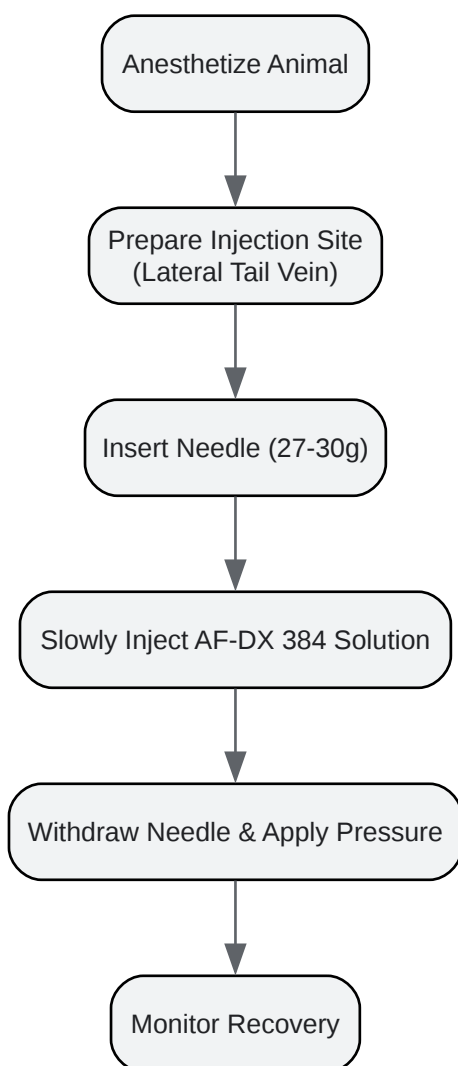 Anesthetize Animal
Prepare Injection Site
(Lateral Tail Vein)
Insert Needle (27-30g)
Slowly Inject AF-DX 384 Solution
Withdraw Needle & Apply Pressure
Monitor Recovery